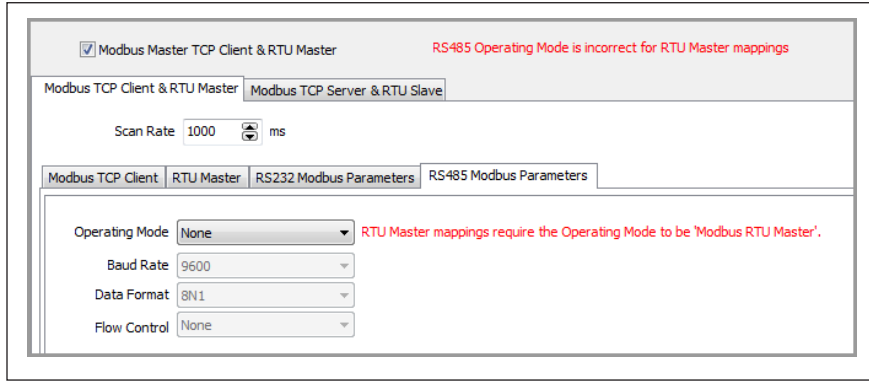 Modbus Master TCP Client & RTU Master
RS485 Operating Mode is incorrect for RTU Master mappings
Modbus TCP Client & RTU Master
Modbus TCP Server & RTU Slave
Scan Rate 1000 ms
Modbus TCP Client
RTU Master
RS232 Modbus Parameters
RS485 Modbus Parameters
Operating Mode None
RTU Master mappings require the Operating Mode to be 'Modbus RTU Master'.
Baud Rate 9600
Data Format 8N1
Flow Control None